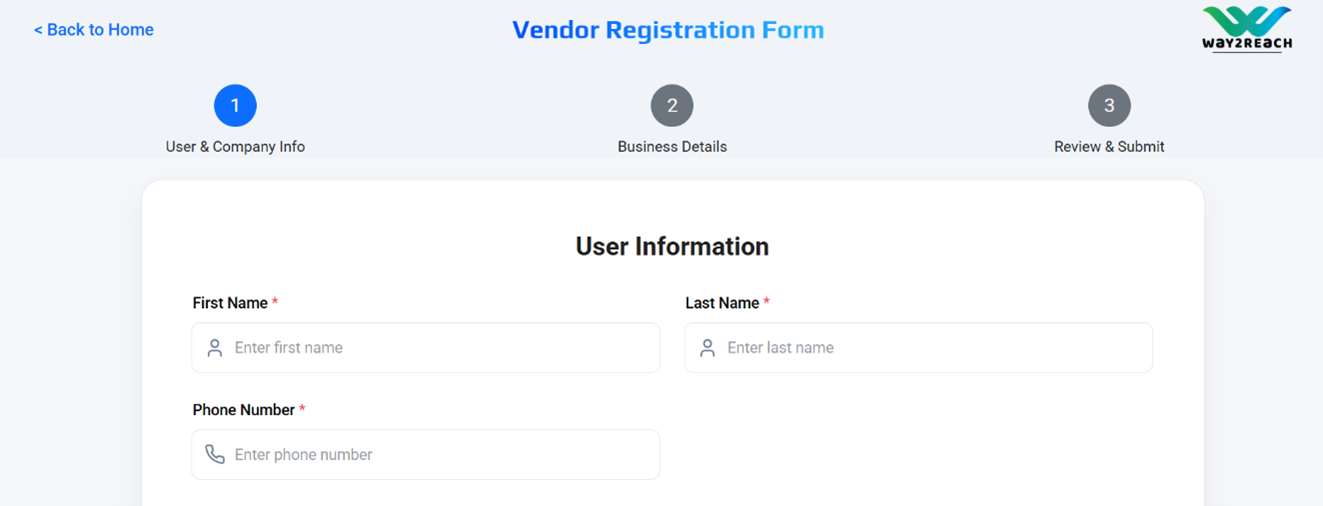 < Back to Home
Vendor Registration Form
WAY2REACH
1
2
3
User & Company Info
Business Details
Review & Submit
User Information
First Name *
Last Name *
Enter first name
Enter last name
Phone Number *
Enter phone number